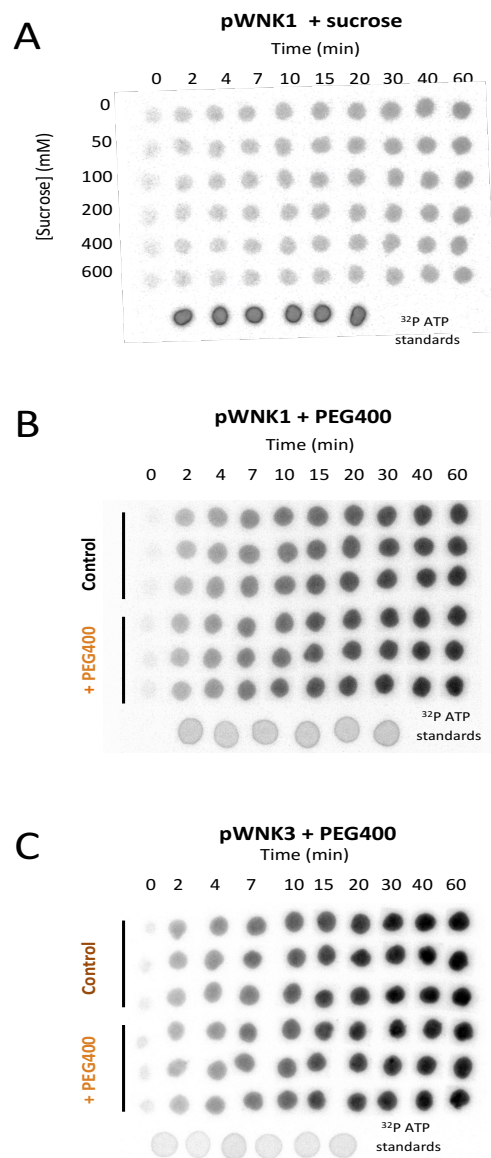 A
pWNK1 + sucrose
Time (min)
0 2 4 7 10 15 20 30 40 60
[Sucrose] (mM)
0
50
100
200
400
600
32P ATP
standards
B
pWNK1 + PEG400
Time (min)
0 2 4 7 10 15 20 30 40 60
Control
+ PEG400
32P ATP
standards
C
pWNK3 + PEG400
Time (min)
0 2 4 7 10 15 20 30 40 60
Control
+ PEG400
32P ATP
standards